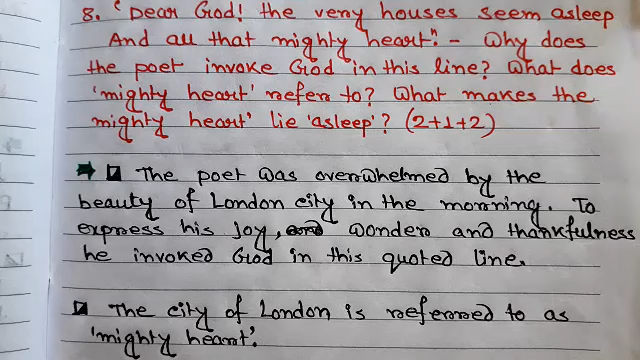 8. "Dear God! the very houses seem asleep
And all that mighty heart". - Why does
the poet invoke God in this line? What does
'mighty heart' refer to? What makes the
mighty heart' lie 'asleep'? (2+1+2)
The poet was overwhelmed by the
beauty of London city in the morning. To
express his joy, and wonder and thankfulness
he invoked God in this quoted line.
The city of London is referred to as
'mighty heart'.